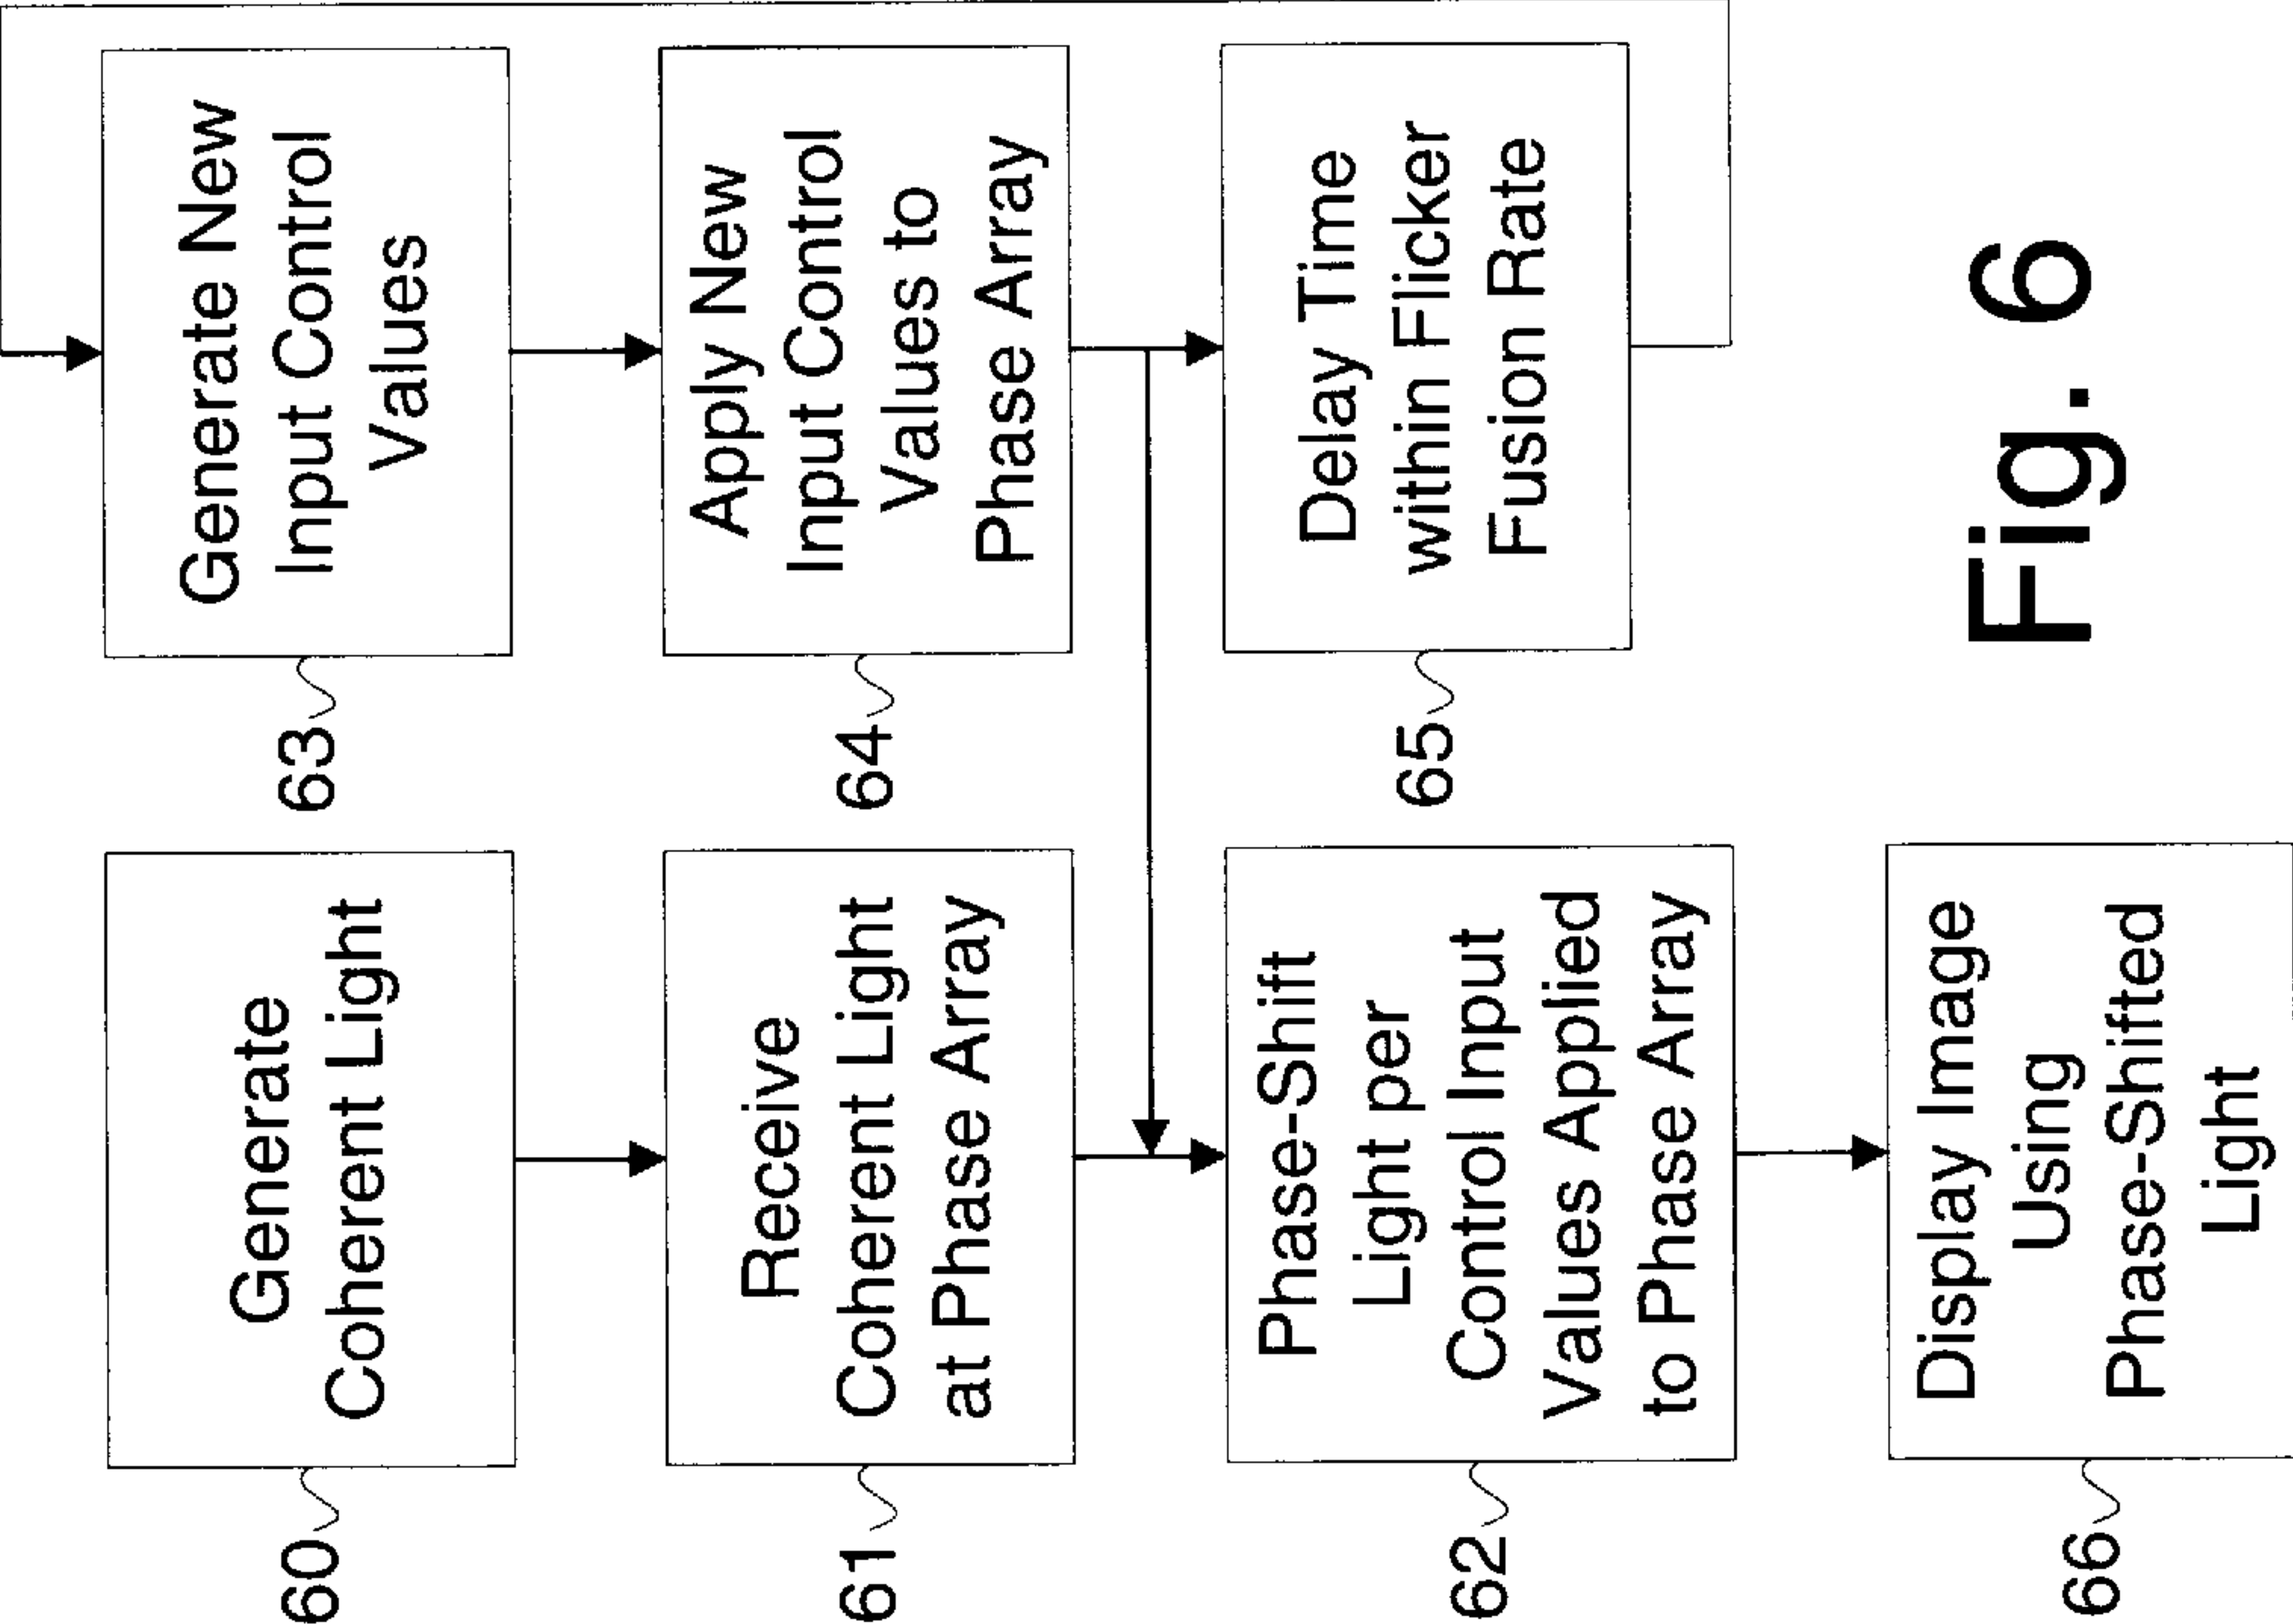 60
Generate
Coherent Light
61
Receive
Coherent Light
at Phase Array
62
Phase-Shift
Light per
Control Input
Values Applied
to Phase Array
66
Display Image
Using
Phase-Shifted
Light
63
Generate New
Input Control
Values
64
Apply New
Input Control
Values to
Phase Array
65
Delay Time
within Flicker
Fusion Rate
Fig. 6